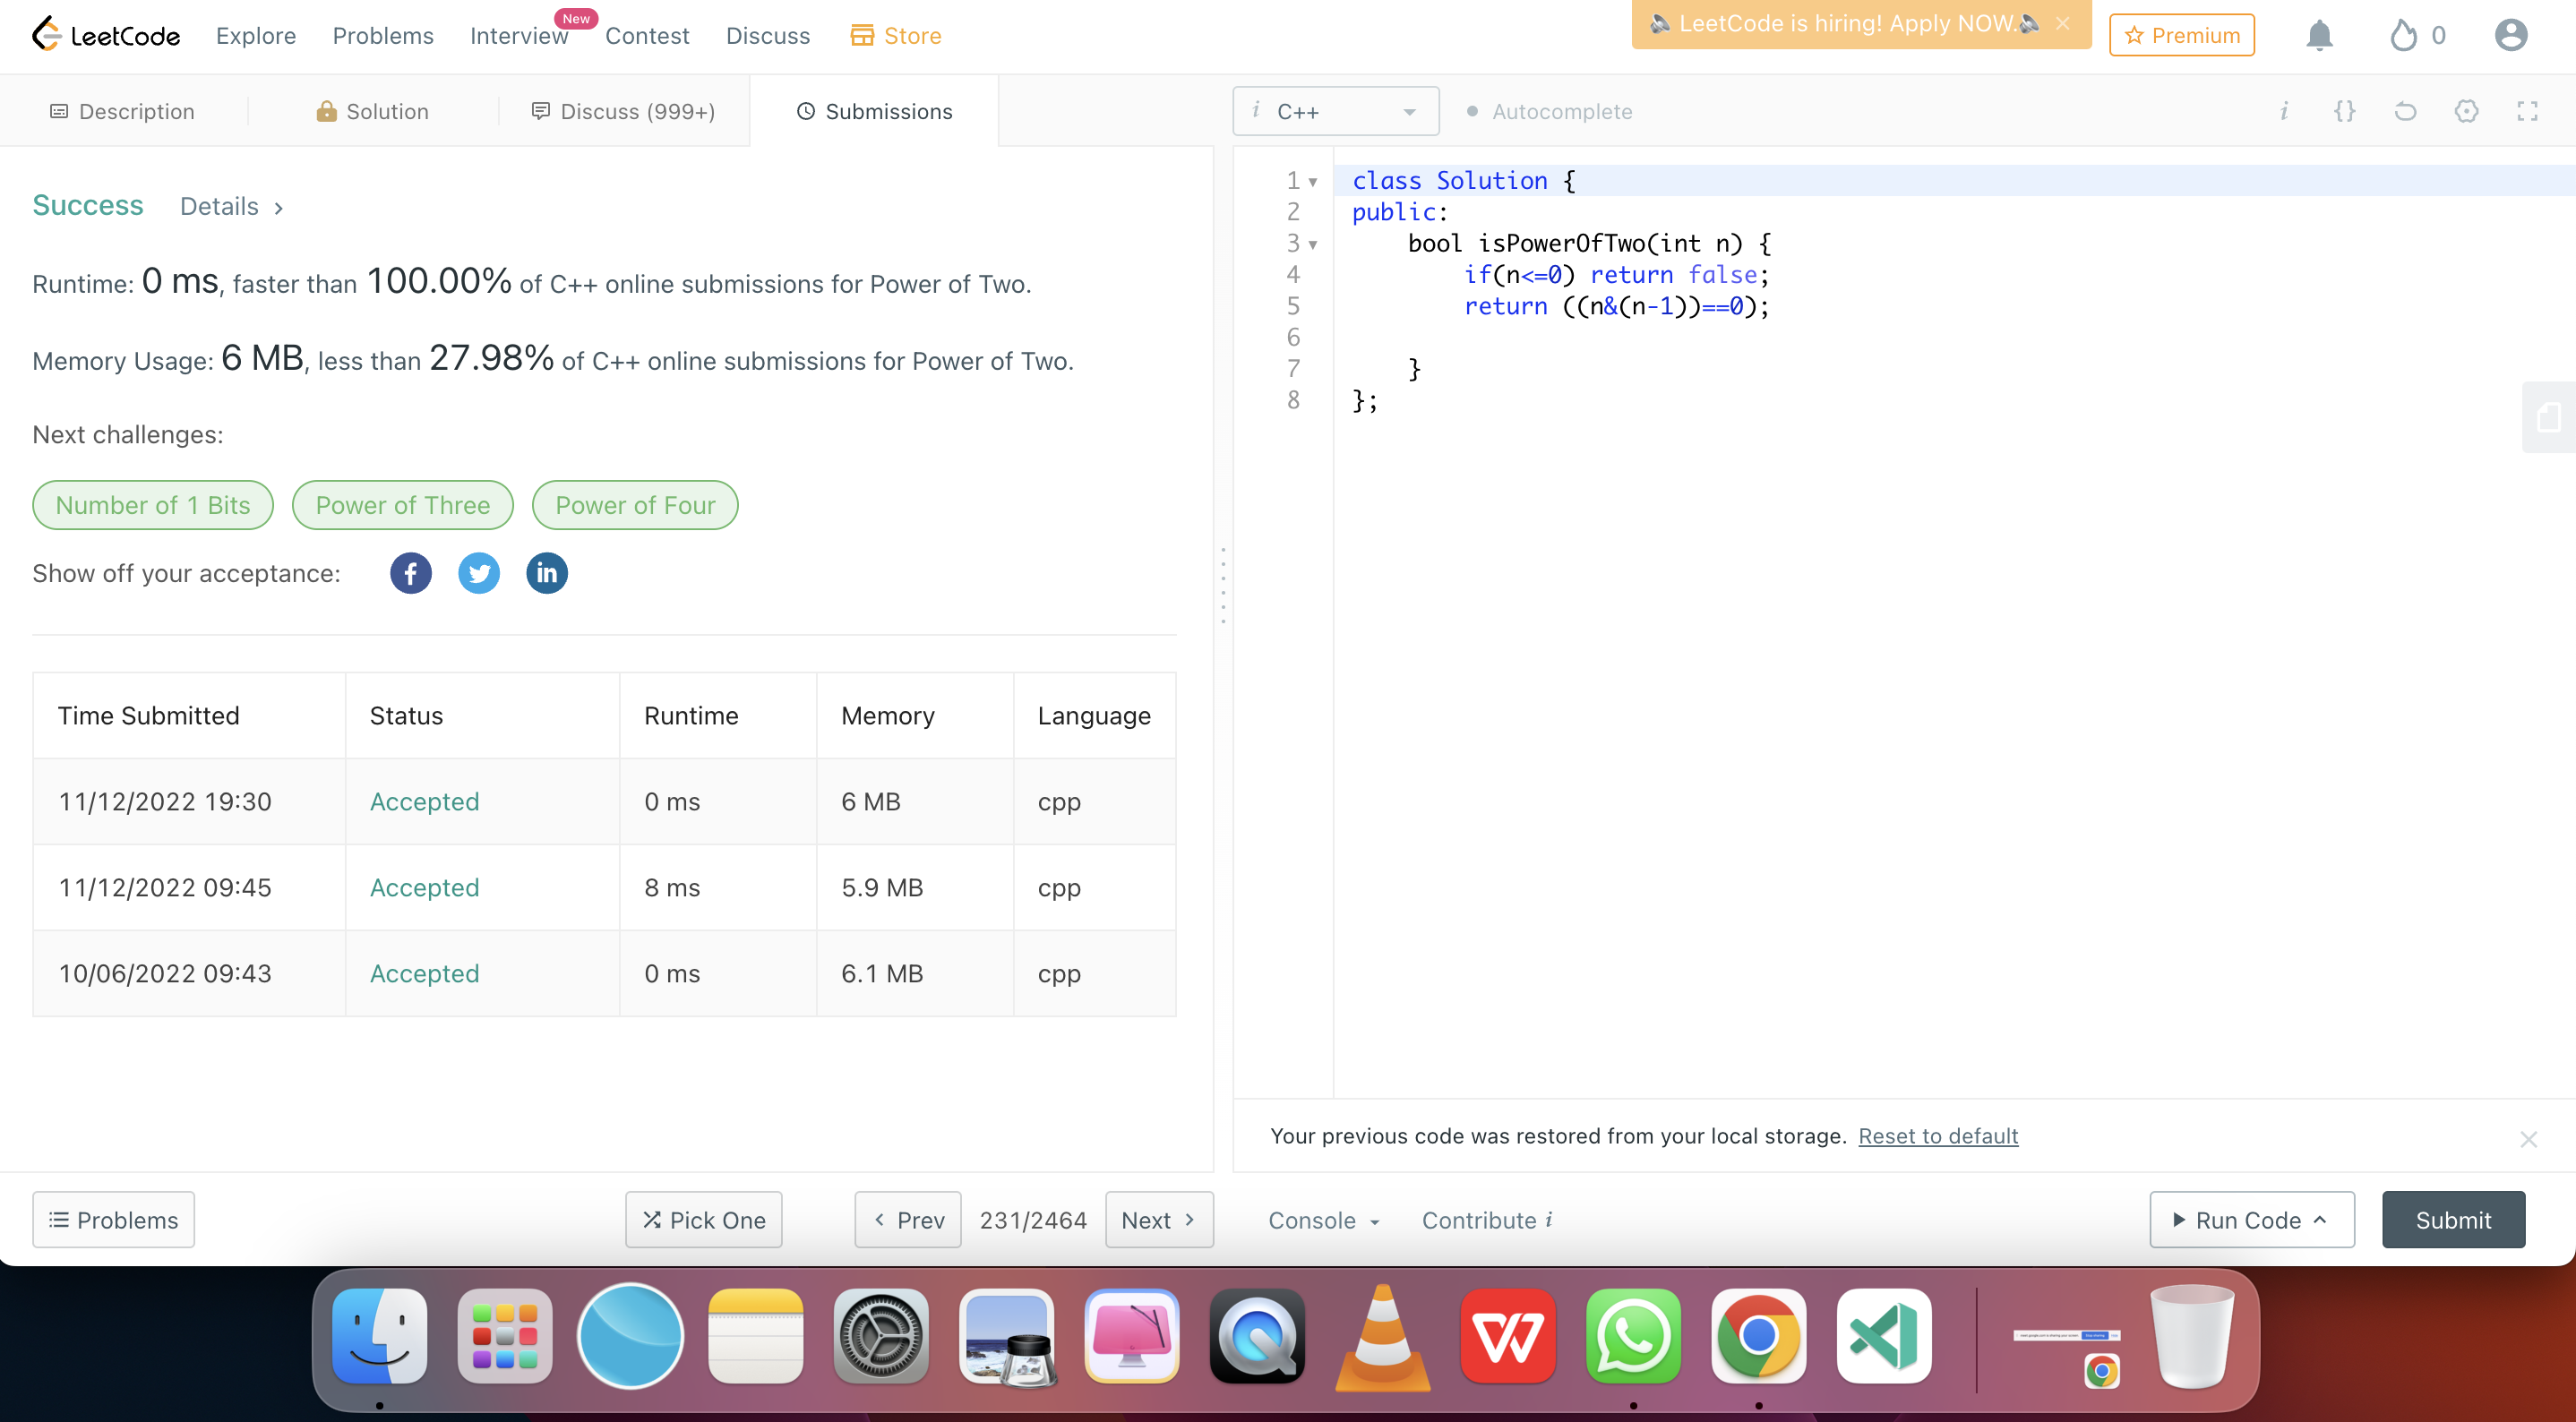 LeetCode Explore Problems Interview New Contest Discuss Store LeetCode is hiring! Apply NOW. Premium 0
Description Solution Discuss (999+) Submissions
i C++ Autocomplete i {}
Success Details >
Runtime: 0 ms, faster than 100.00% of C++ online submissions for Power of Two.
Memory Usage: 6 MB, less than 27.98% of C++ online submissions for Power of Two.
Next challenges:
Number of 1 Bits Power of Three Power of Four
Show off your acceptance:
Time Submitted Status Runtime Memory Language
11/12/2022 19:30 Accepted 0 ms 6 MB cpp
11/12/2022 09:45 Accepted 8 ms 5.9 MB cpp
10/06/2022 09:43 Accepted 0 ms 6.1 MB cpp
1 class Solution {
2 public:
3 bool isPowerOfTwo(int n) {
4 if(n<=0) return false;
5 return ((n&(n-1))==0);
6
7 }
8 };
Your previous code was restored from your local storage. Reset to default
Problems Pick One < Prev 231/2464 Next > Console Contribute i Run Code Submit